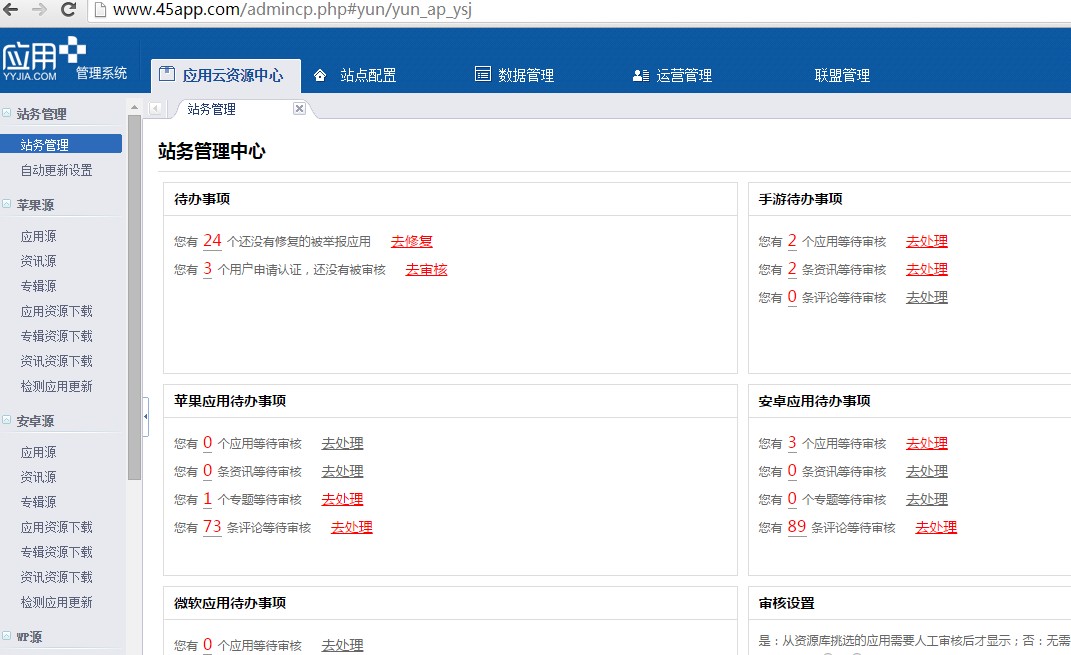 www.45app.com/admincp.php#yun/yun_ap_ysj
应用
YYJIA.COM 管理系统
应用云资源中心 站点配置 数据管理 运营管理 联盟管理
站务管理
站务管理
自动更新设置
苹果源
应用源
资讯源
专辑源
应用资源下载
专辑资源下载
资讯资源下载
检测应用更新
安卓源
应用源
资讯源
专辑源
应用资源下载
专辑资源下载
资讯资源下载
检测应用更新
WP源
站务管理
站务管理中心
待办事项
您有 24 个还没有修复的被举报应用 去修复
您有 3 个用户申请认证，还没有被审核 去审核
手游待办事项
您有 2 个应用等待审核 去处理
您有 2 条资讯等待审核 去处理
您有 0 条评论等待审核 去处理
苹果应用待办事项
您有 0 个应用等待审核 去处理
您有 0 条资讯等待审核 去处理
您有 1 个专题等待审核 去处理
您有 73 条评论等待审核 去处理
安卓应用待办事项
您有 3 个应用等待审核 去处理
您有 0 条资讯等待审核 去处理
您有 0 个专题等待审核 去处理
您有 89 条评论等待审核 去处理
微软应用待办事项
您有 0 个应用等待审核 去处理
审核设置
是：从资源库挑选的应用需要人工审核后才显示；否：无需